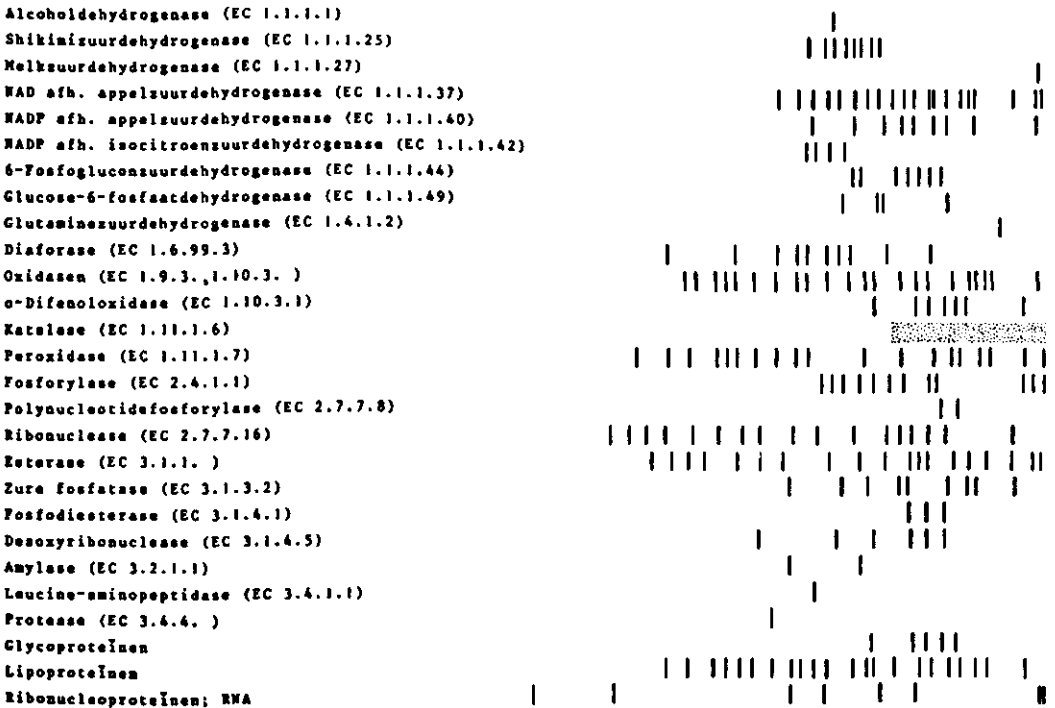 Alcoholdehydrogenase (EC 1.1.1.1)
Shikimizuurdehydrogenase (EC 1.1.1.25)
Melkzuurdehydrogenase (EC 1.1.1.27)
NAD afh. appelzuurdehydrogenase (EC 1.1.1.37)
NADP afh. appelzuurdehydrogenase (EC 1.1.1.40)
NADP afh. isocitroenzuurdehydrogenase (EC 1.1.1.42)
6-Fosfogluconzuurdehydrogenase (EC 1.1.1.44)
Glucose-6-fosfaatdehydrogenase (EC 1.1.1.49)
Glutaminezuurdehydrogenase (EC 1.4.1.2)
Diaforase (EC 1.6.99.3)
Oxidasen (EC 1.9.3.,1.10.3. )
o-Difenoloxidase (EC 1.10.3.1)
Katalase (EC 1.11.1.6)
Peroxidase (EC 1.11.1.7)
Fosforylase (EC 2.4.1.1)
Polynucleotidefosforylase (EC 2.7.7.8)
Ribonuclease (EC 2.7.7.16)
Esterase (EC 3.1.1. )
Zure fosfatase (EC 3.1.3.2)
Fosfodiesterase (EC 3.1.4.1)
Desoxyribonuclease (EC 3.1.4.5)
Amylase (EC 3.2.1.1)
Leucine-aminopeptidase (EC 3.4.1.1)
Protease (EC 3.4.4. )
Glycoproteïnen
Lipoproteïnen
Ribonucleoproteïnen; RNA